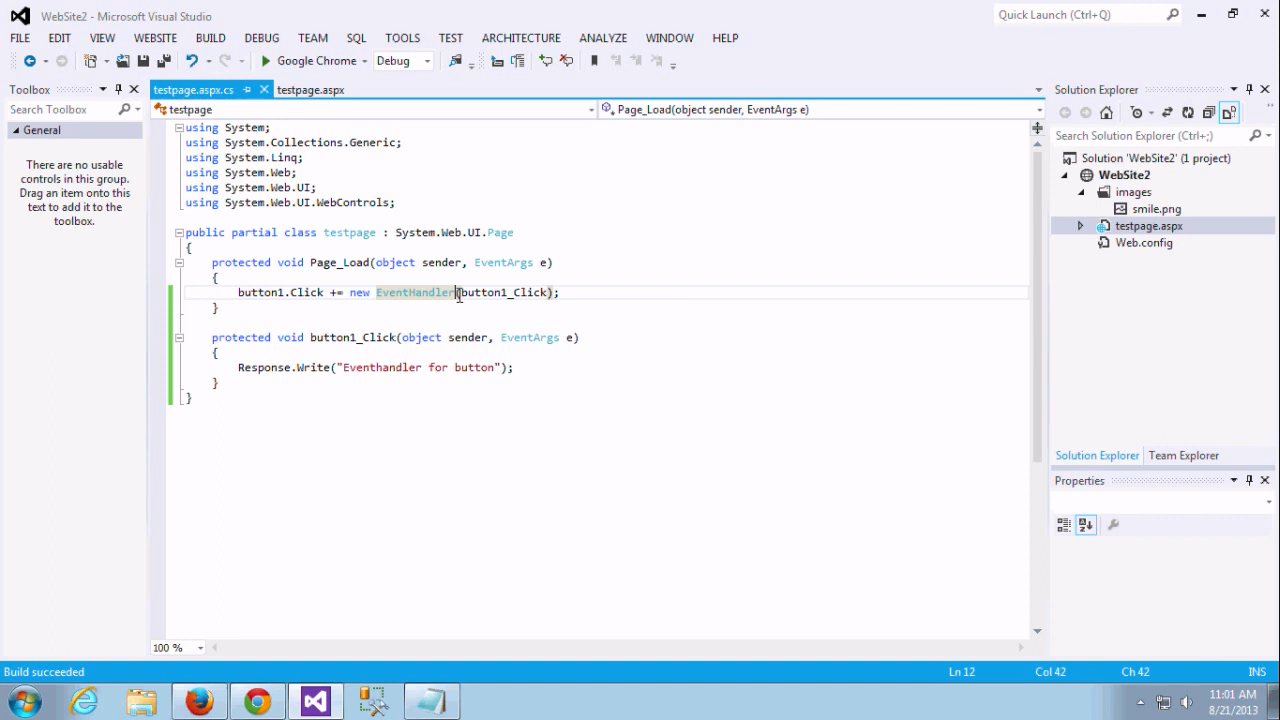 WebSite2 - Microsoft Visual Studio
Quick Launch (Ctrl+Q)
FILE EDIT VIEW WEBSITE BUILD DEBUG TEAM SQL TOOLS TEST ARCHITECTURE ANALYZE WINDOW HELP
Google Chrome Debug
Toolbox
testpage.aspx.cs testpage.aspx
Solution Explorer
Search Toolbox
testpage
Page_Load(object sender, EventArgs e)
General
There are no usable
controls in this group.
Drag an item onto this
text to add it to the
toolbox.
using System;
using System.Collections.Generic;
using System.Linq;
using System.Web;
using System.Web.UI;
using System.Web.UI.WebControls;
public partial class testpage : System.Web.UI.Page
{
protected void Page_Load(object sender, EventArgs e)
{
button1.Click += new EventHandler(button1_Click);
}
protected void button1_Click(object sender, EventArgs e)
{
Response.Write("Eventhandler for button");
}
}
100 %
Search Solution Explorer (Ctrl+;)
Solution 'WebSite2' (1 project)
WebSite2
images
smile.png
testpage.aspx
Web.config
Solution Explorer Team Explorer
Properties
Build succeeded
Ln 12 Col 42 Ch 42 INS
11:01 AM
8/21/2013